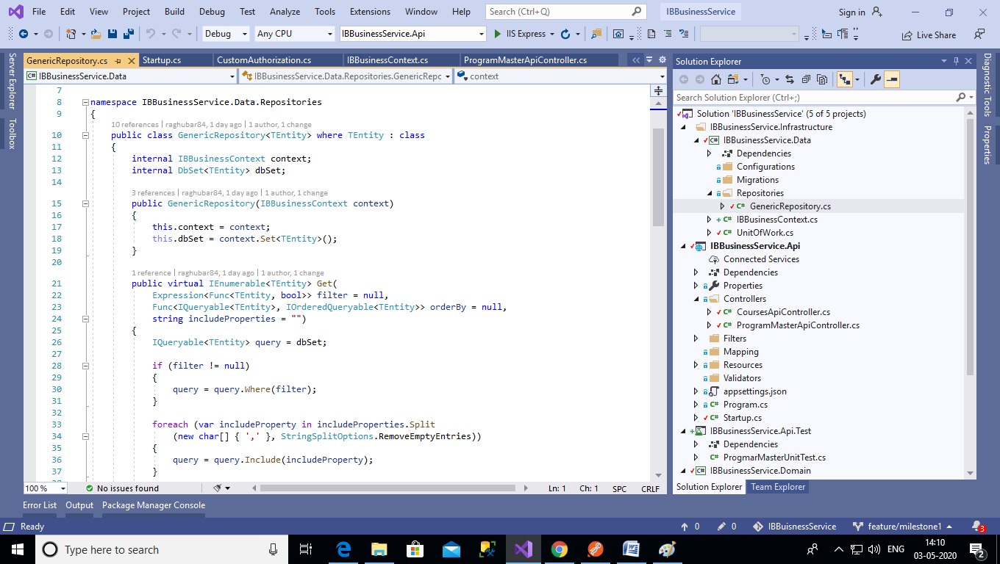 File Edit View Project Build Debug Test Analyze Tools Extensions Window Help Search (Ctrl+Q) IBBusinessService Sign in
Debug Any CPU IBBusinessService.Api IIS Express Live Share
Server Explorer
Toolbox
GenericRepository.cs Startup.cs CustomAuthorization.cs IBBusinessContext.cs ProgramMasterApiController.cs
C# IBBusinessService.Data IBBusinessService.Data.Repositories.GenericRepc context
7
8 namespace IBBusinessService.Data.Repositories
9 {
10 references | raghubar84, 1 day ago | 1 author, 1 change
10 public class GenericRepository<TEntity> where TEntity : class
11 {
12 internal IBBusinessContext context;
13 internal DbSet<TEntity> dbSet;
14
3 references | raghubar84, 1 day ago | 1 author, 1 change
15 public GenericRepository(IBBusinessContext context)
16 {
17 this.context = context;
18 this.dbSet = context.Set<TEntity>();
19 }
20
1 reference | raghubar84, 1 day ago | 1 author, 1 change
21 public virtual IEnumerable<TEntity> Get(
22 Expression<Func<TEntity, bool>> filter = null,
23 Func<IQueryable<TEntity>, IOrderedQueryable<TEntity>> orderBy = null,
24 string includeProperties = "")
25 {
26 IQueryable<TEntity> query = dbSet;
27
28 if (filter != null)
29 {
30 query = query.Where(filter);
31 }
32
33 foreach (var includeProperty in includeProperties.Split
34 (new char[] { ',' }, StringSplitOptions.RemoveEmptyEntries))
35 {
36 query = query.Include(includeProperty);
37 }
100 % No issues found Ln: 1 Ch: 1 SPC CRLF
Solution Explorer
Search Solution Explorer (Ctrl+;)
Solution 'IBBusinessService' (5 of 5 projects)
IBBusinessService.Infrastructure
C# IBBusinessService.Data
Dependencies
Configurations
Migrations
Repositories
C# GenericRepository.cs
C# IBBusinessContext.cs
C# UnitOfWork.cs
IBBusinessService.Api
Connected Services
Dependencies
Properties
Controllers
C# CoursesApiController.cs
C# ProgramMasterApiController.cs
Filters
Mapping
Resources
Validators
appsettings.json
C# Program.cs
C# Startup.cs
IBBusinessService.Api.Test
Dependencies
C# ProgmarMasterUnitTest.cs
C# IBBusinessService.Domain
Solution Explorer Team Explorer
Diagnostic Tools
Properties
Error List Output Package Manager Console
Ready 0 0 IBBuisnessService feature/milestone1 3
Type here to search ENG 14:10
03-05-2020 2